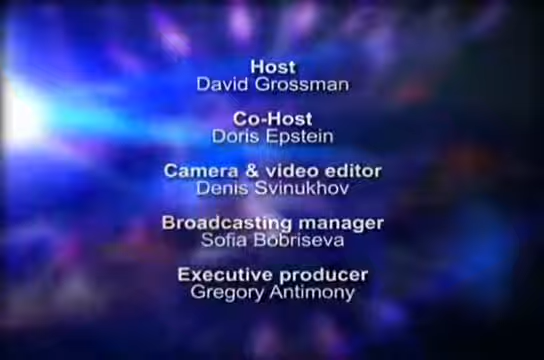 Host
David Grossman
Co-Host
Doris Epstein
Camera & video editor
Denis Svinukhov
Broadcasting manager
Sofia Bobriseva
Executive producer
Gregory Antimony